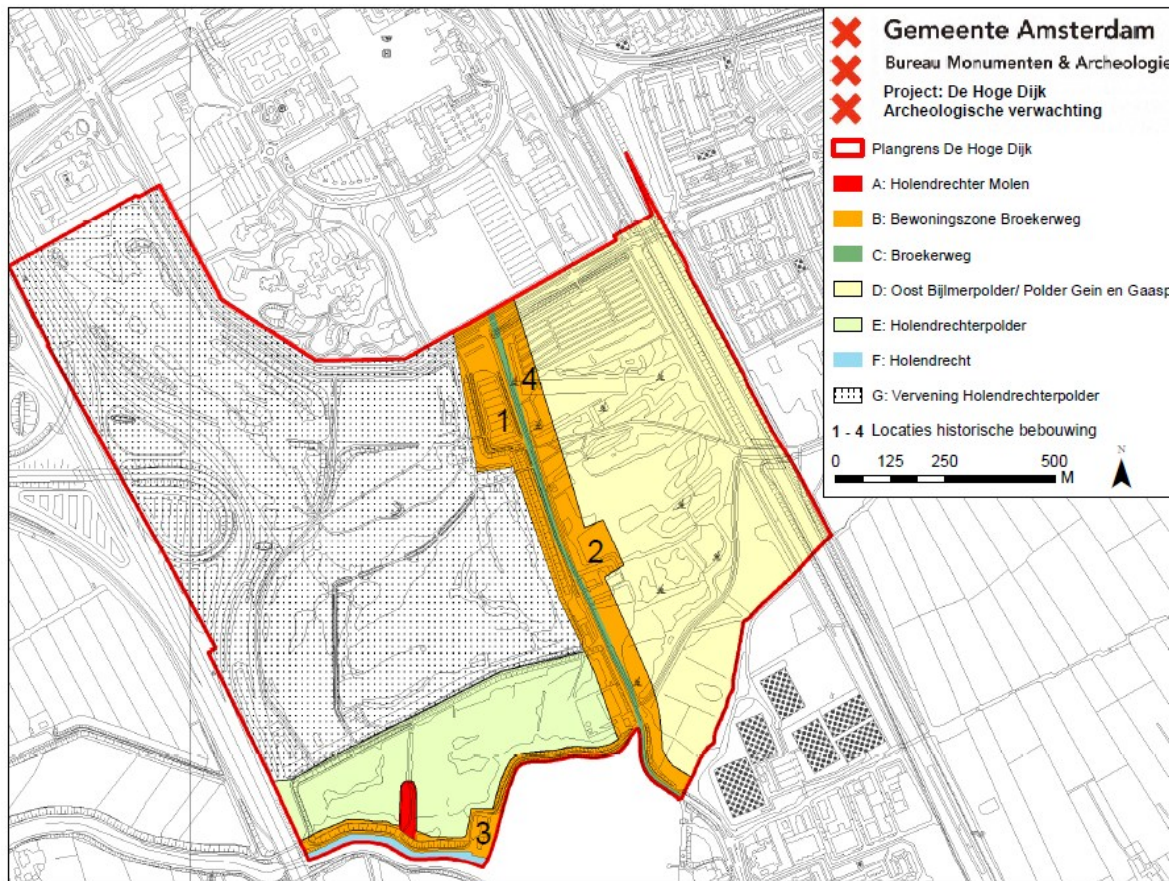 Gemeente Amsterdam
Bureau Monumenten & Archeologie
Project: De Hoge Dijk
Archeologische verwachting
Plangrens De Hoge Dijk
A: Holendrechter Molen
B: Bewoningszone Broekerweg
C: Broekerweg
D: Oost Bijlmerpolder/ Polder Gein en Gaasp
E: Holendrechterpolder
F: Holendrecht
G: Vervening Holendrechterpolder
1 - 4 Locaties historische bebouwing
0 125 250 500
M
N
4
1
2
3